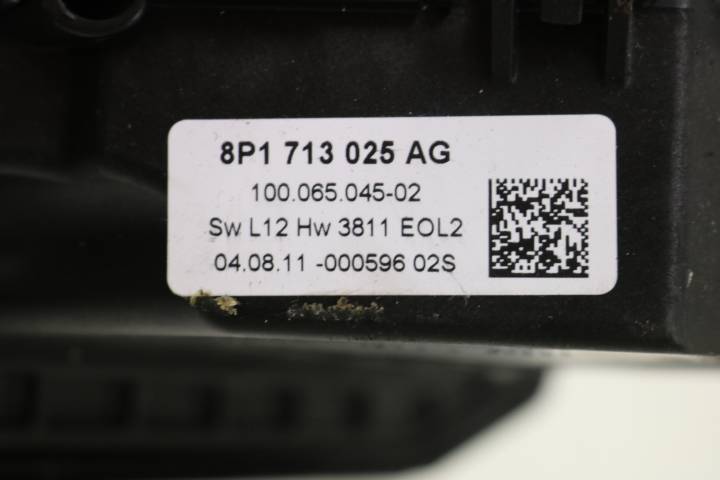 8P1 713 025 AG
100.065.045-02
Sw L12 Hw 3811 EOL2
04.08.11 -000596 02S